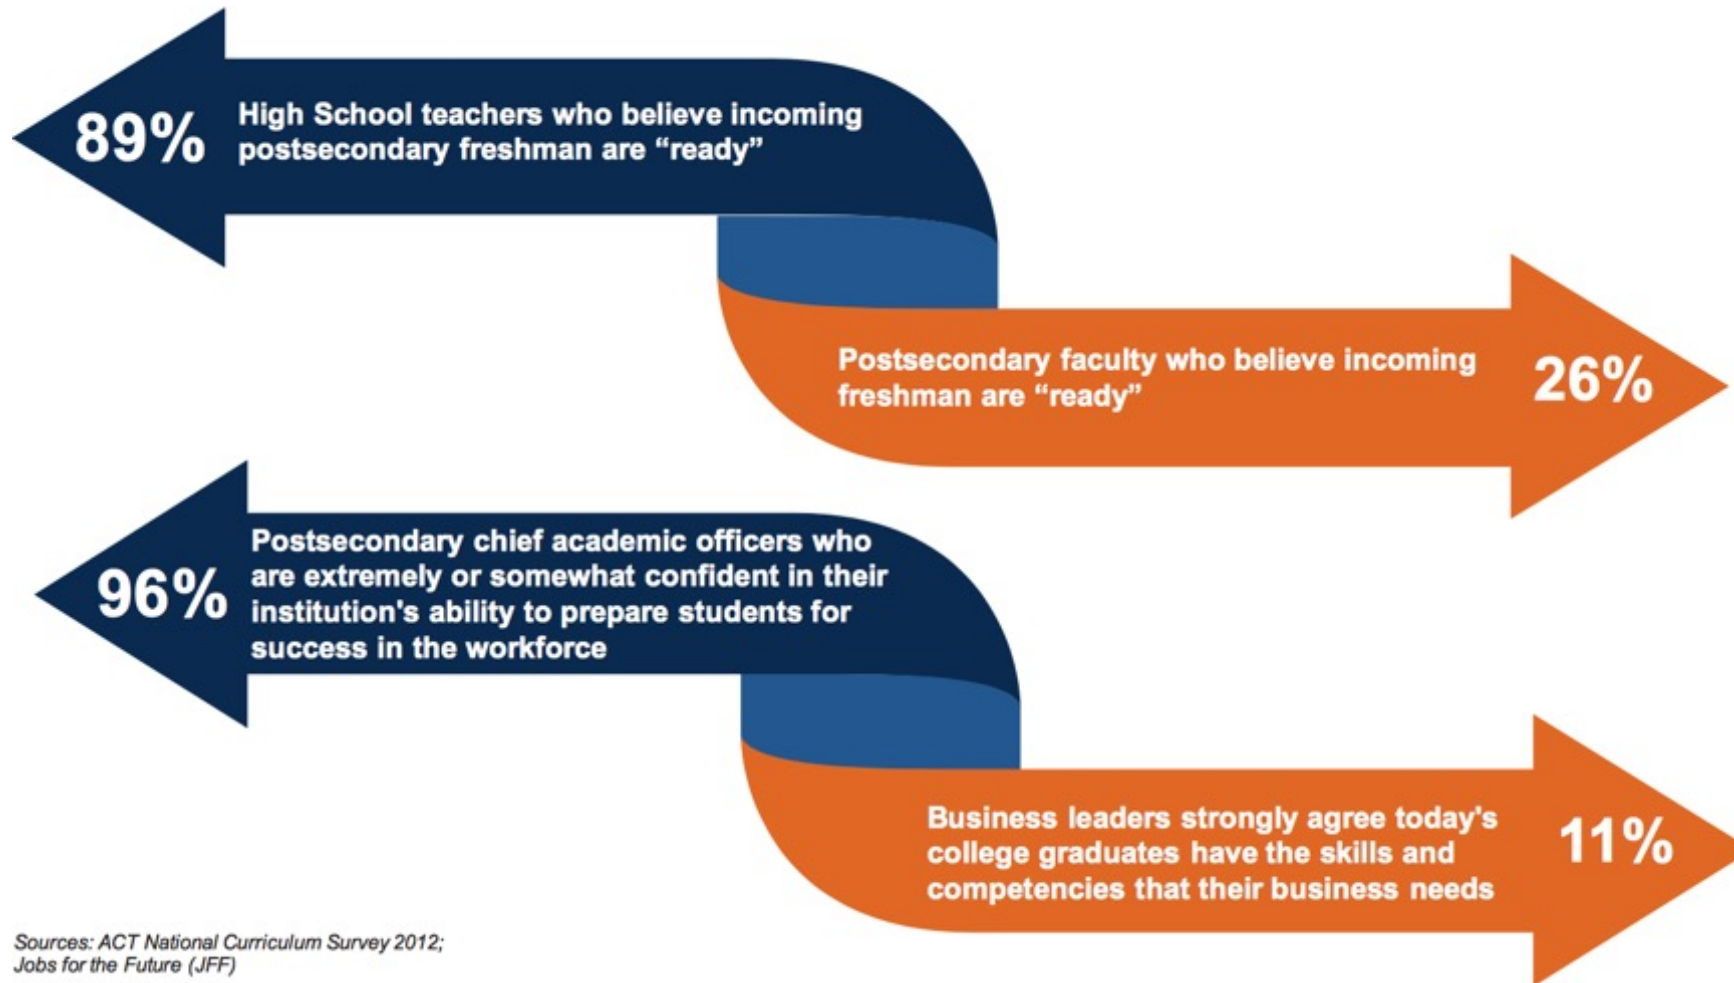 89%
High School teachers who believe incoming
postsecondary freshman are “ready”
Postsecondary faculty who believe incoming
freshman are “ready”
26%
96%
Postsecondary chief academic officers who
are extremely or somewhat confident in their
institution's ability to prepare students for
success in the workforce
Business leaders strongly agree today's
college graduates have the skills and
competencies that their business needs
11%
Sources: ACT National Curriculum Survey 2012;
Jobs for the Future (JFF)